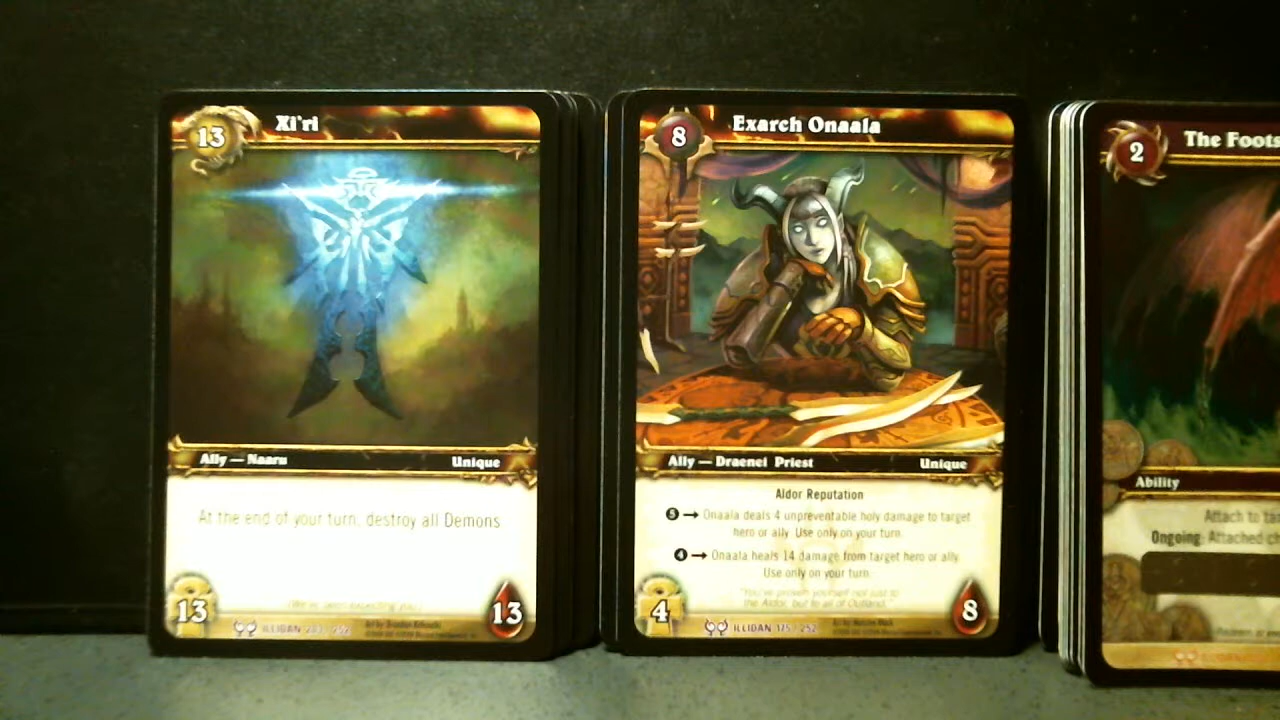 13
Xi'ri
Ally — Naaru Unique
At the end of your turn, destroy all Demons
13
13
ILLIDAN
8
Exarch Onaala
Ally — Draenei Priest Unique
Aldor Reputation
5 → Onaala deals 4 unpreventable holy damage to target
hero or ally. Use only on your turn.
4 → Onaala heals 14 damage from target hero or ally.
Use only on your turn.
"You've proven yourself not just to
the Aldor, but to all of Outland."
4
8
ILLIDAN 175/252
2
The Foots
Ability
Attach to
Ongoing: Attached